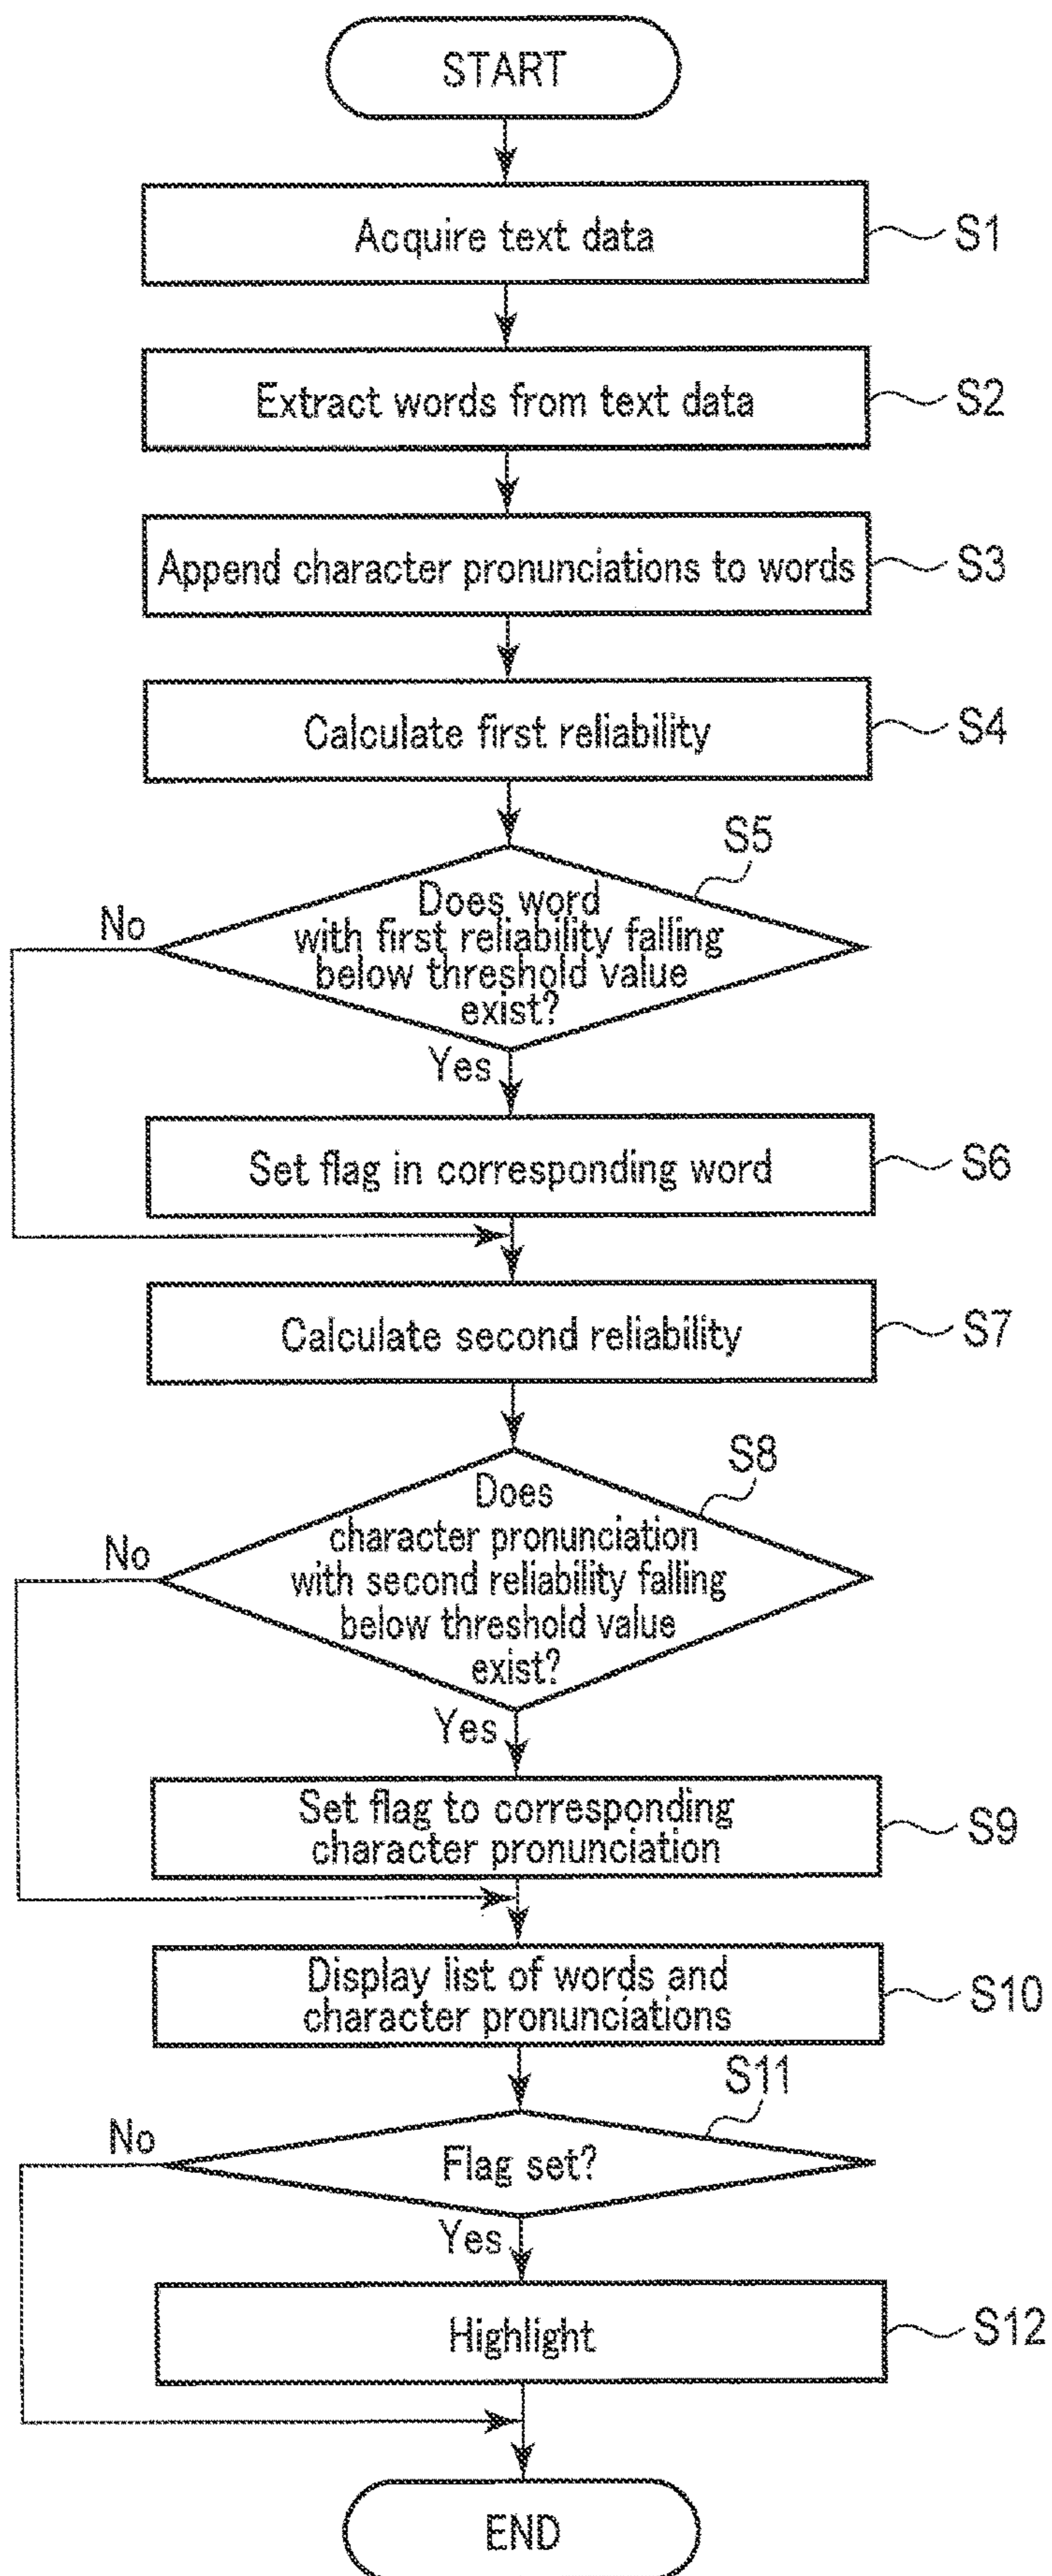 START
Acquire text data
S1
Extract words from text data
S2
Append character pronunciations to words
S3
Calculate first reliability
S4
S5
Does word
with first reliability falling
below threshold value
exist?
No
Yes
Set flag in corresponding word
S6
Calculate second reliability
S7
S8
Does
character pronunciation
with second reliability falling
below threshold value
exist?
No
Yes
Set flag to corresponding
character pronunciation
S9
Display list of words and
character pronunciations
S10
S11
Flag set?
No
Yes
Highlight
S12
END